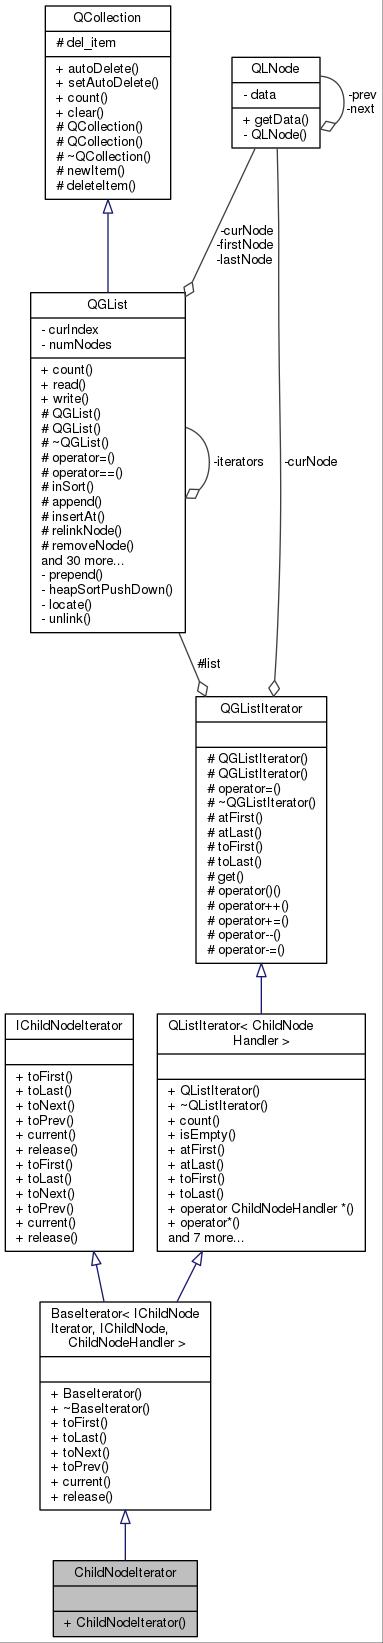 QCollection
# del_item
+ autoDelete()
+ setAutoDelete()
+ count()
+ clear()
# QCollection()
# QCollection()
# ~QCollection()
# newItem()
# deleteItem()
QLNode
- data
+ getData()
- QLNode()
-prev
-next
-curNode
-firstNode
-lastNode
QGList
- curIndex
- numNodes
+ count()
+ read()
+ write()
# QGList()
# QGList()
# ~QGList()
# operator=()
# operator==()
# inSort()
# append()
# insertAt()
# relinkNode()
# removeNode()
and 30 more...
- prepend()
- heapSortPushDown()
- locate()
- unlink()
-iterators
-curNode
#list
QGListIterator
# QGListIterator()
# QGListIterator()
# operator=()
# ~QGListIterator()
# atFirst()
# atLast()
# toFirst()
# toLast()
# get()
# operator()()
# operator++()
# operator+=()
# operator--()
# operator-=()
IChildNodeIterator
+ toFirst()
+ toLast()
+ toNext()
+ toPrev()
+ current()
+ release()
+ toFirst()
+ toLast()
+ toNext()
+ toPrev()
+ current()
+ release()
QListIterator< ChildNode
Handler >
+ QListIterator()
+ ~QListIterator()
+ count()
+ isEmpty()
+ atFirst()
+ atLast()
+ toFirst()
+ toLast()
+ operator ChildNodeHandler *()
+ operator*()
and 7 more...
BaseIterator< IChildNode
Iterator, IChildNode,
ChildNodeHandler >
+ BaseIterator()
+ ~BaseIterator()
+ toFirst()
+ toLast()
+ toNext()
+ toPrev()
+ current()
+ release()
ChildNodeIterator
+ ChildNodeIterator()